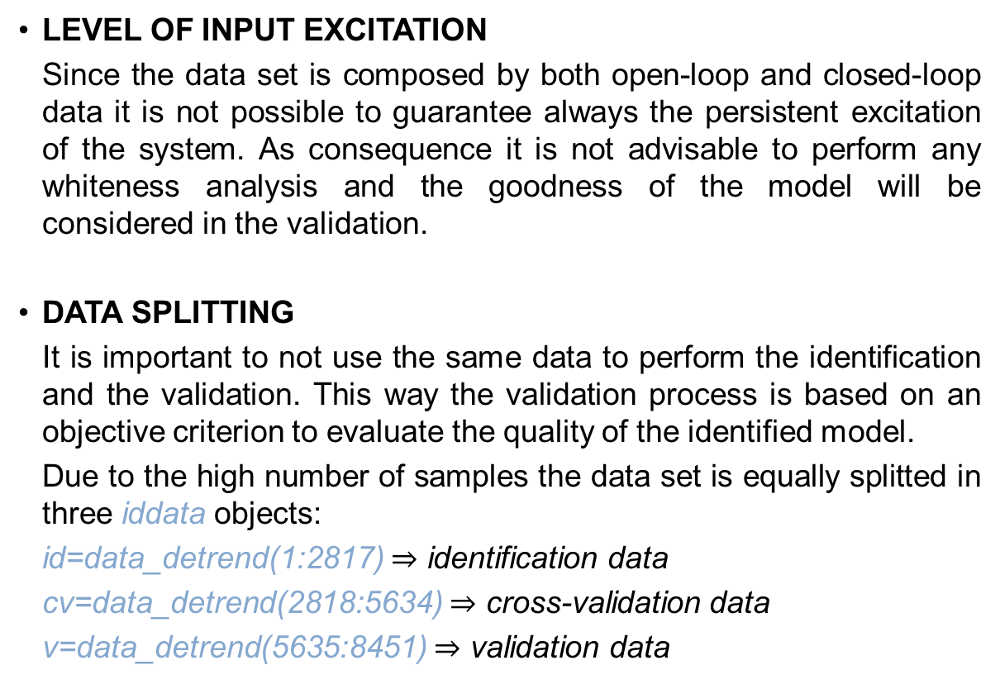 • LEVEL OF INPUT EXCITATION
Since the data set is composed by both open-loop and closed-loop
data it is not possible to guarantee always the persistent excitation
of the system. As consequence it is not advisable to perform any
whiteness analysis and the goodness of the model will be
considered in the validation.
• DATA SPLITTING
It is important to not use the same data to perform the identification
and the validation. This way the validation process is based on an
objective criterion to evaluate the quality of the identified model.
Due to the high number of samples the data set is equally splitted in
three iddata objects:
id=data_detrend(1:2817) ⇒ identification data
cv=data_detrend(2818:5634) ⇒ cross-validation data
v=data_detrend(5635:8451) ⇒ validation data